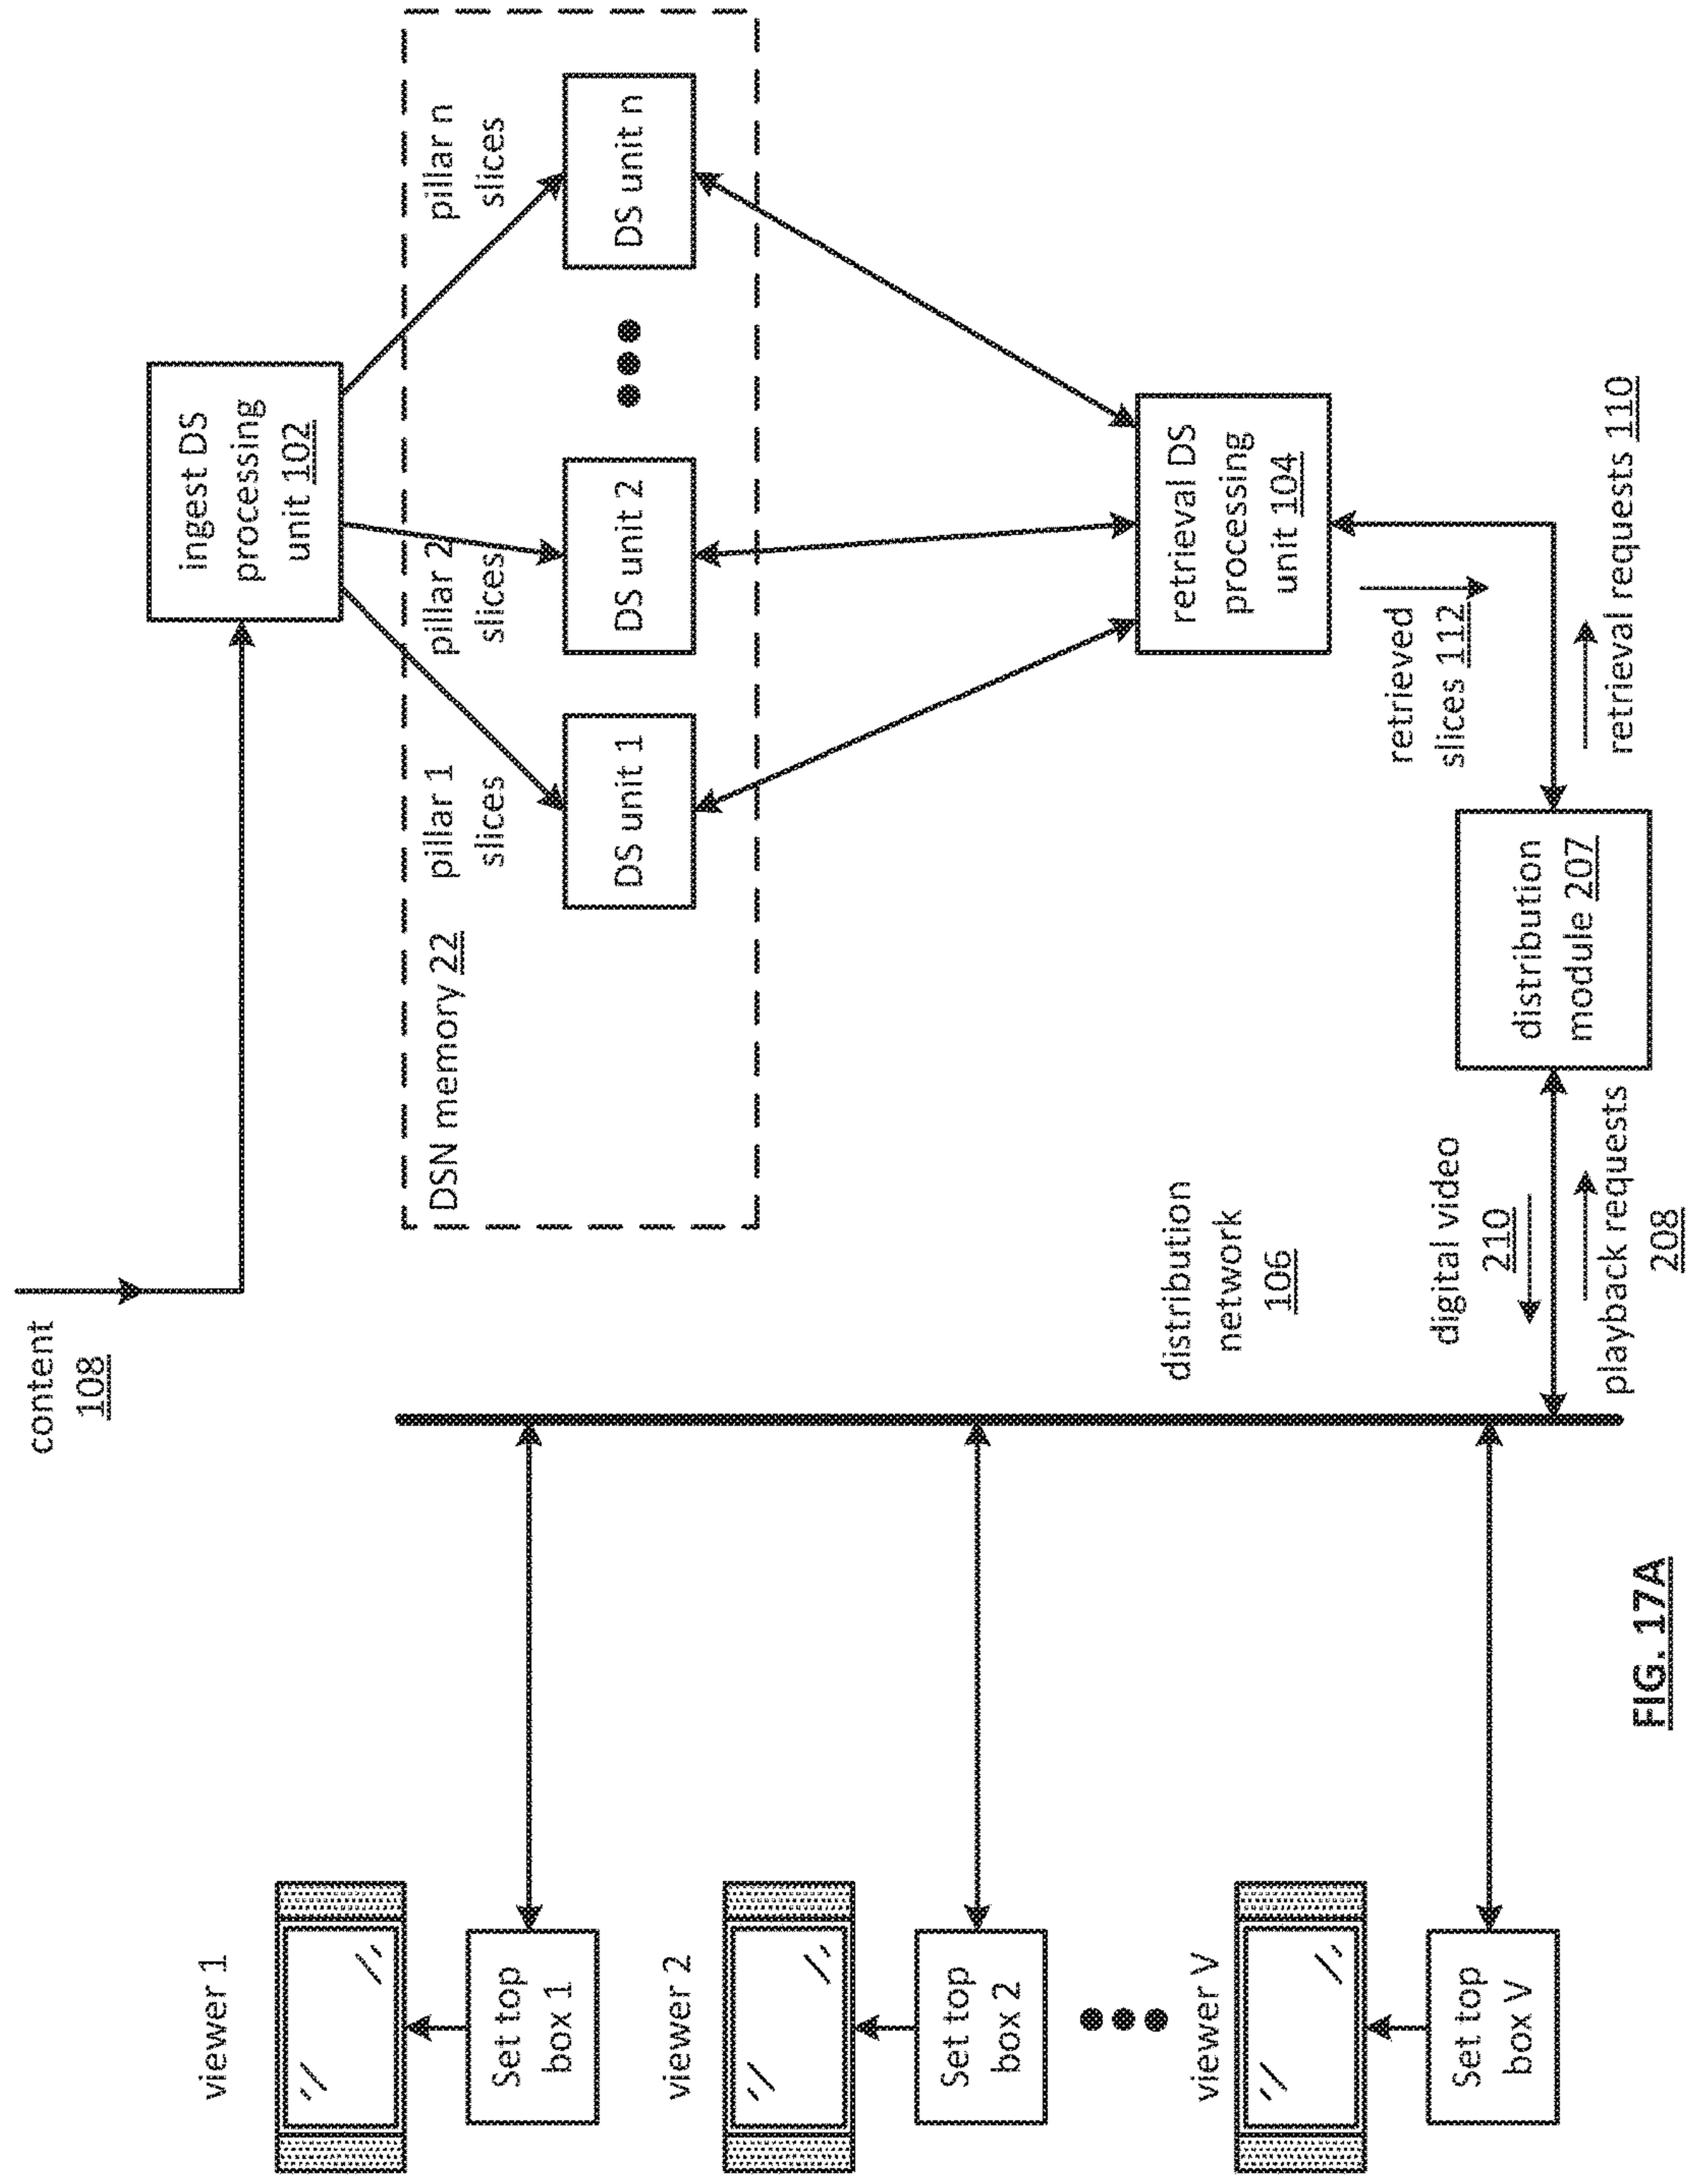 content
108
ingest DS
processing
unit 102
DSN memory 22
pillar 1
slices
pillar 2
slices
pillar n
slices
DS unit 1
DS unit 2
DS unit n
retrieval DS
processing
unit 104
retrieved
slices 112
retrieval requests 110
distribution
module 207
distribution
network
106
digital video
210
playback requests
208
viewer 1
Set top
box 1
viewer 2
Set top
box 2
viewer V
Set top
box V
FIG. 17A